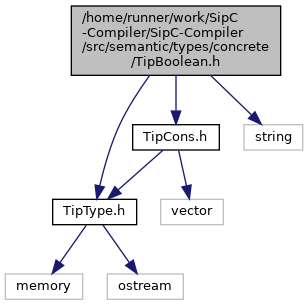 /home/runner/work/SipC
-Compiler/SipC-Compiler
/src/semantic/types/concrete
/TipBoolean.h
TipCons.h
string
TipType.h
vector
memory
ostream